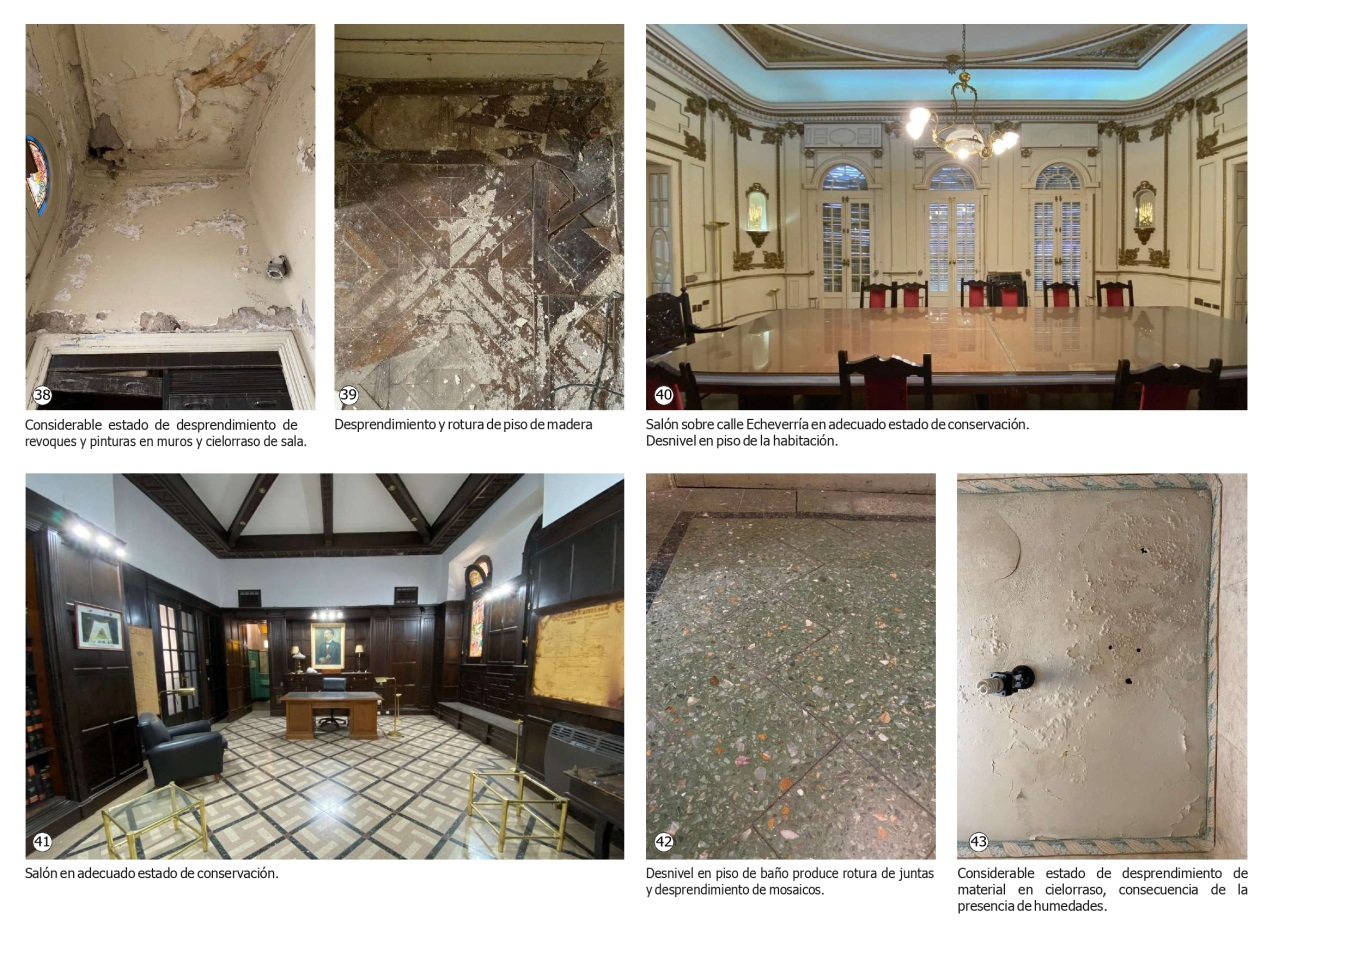 38
39
40
Considerable estado de desprendimiento de
revoques y pinturas en muros y cielorraso de sala.
Desprendimiento y rotura de piso de madera
Salón sobre calle Echeverría en adecuado estado de conservación.
Desnivel en piso de la habitación.
41
42
43
Salón en adecuado estado de conservación.
Desnivel en piso de baño produce rotura de juntas
y desprendimiento de mosaicos.
Considerable estado de desprendimiento de
material en cielorraso, consecuencia de la
presencia de humedades.